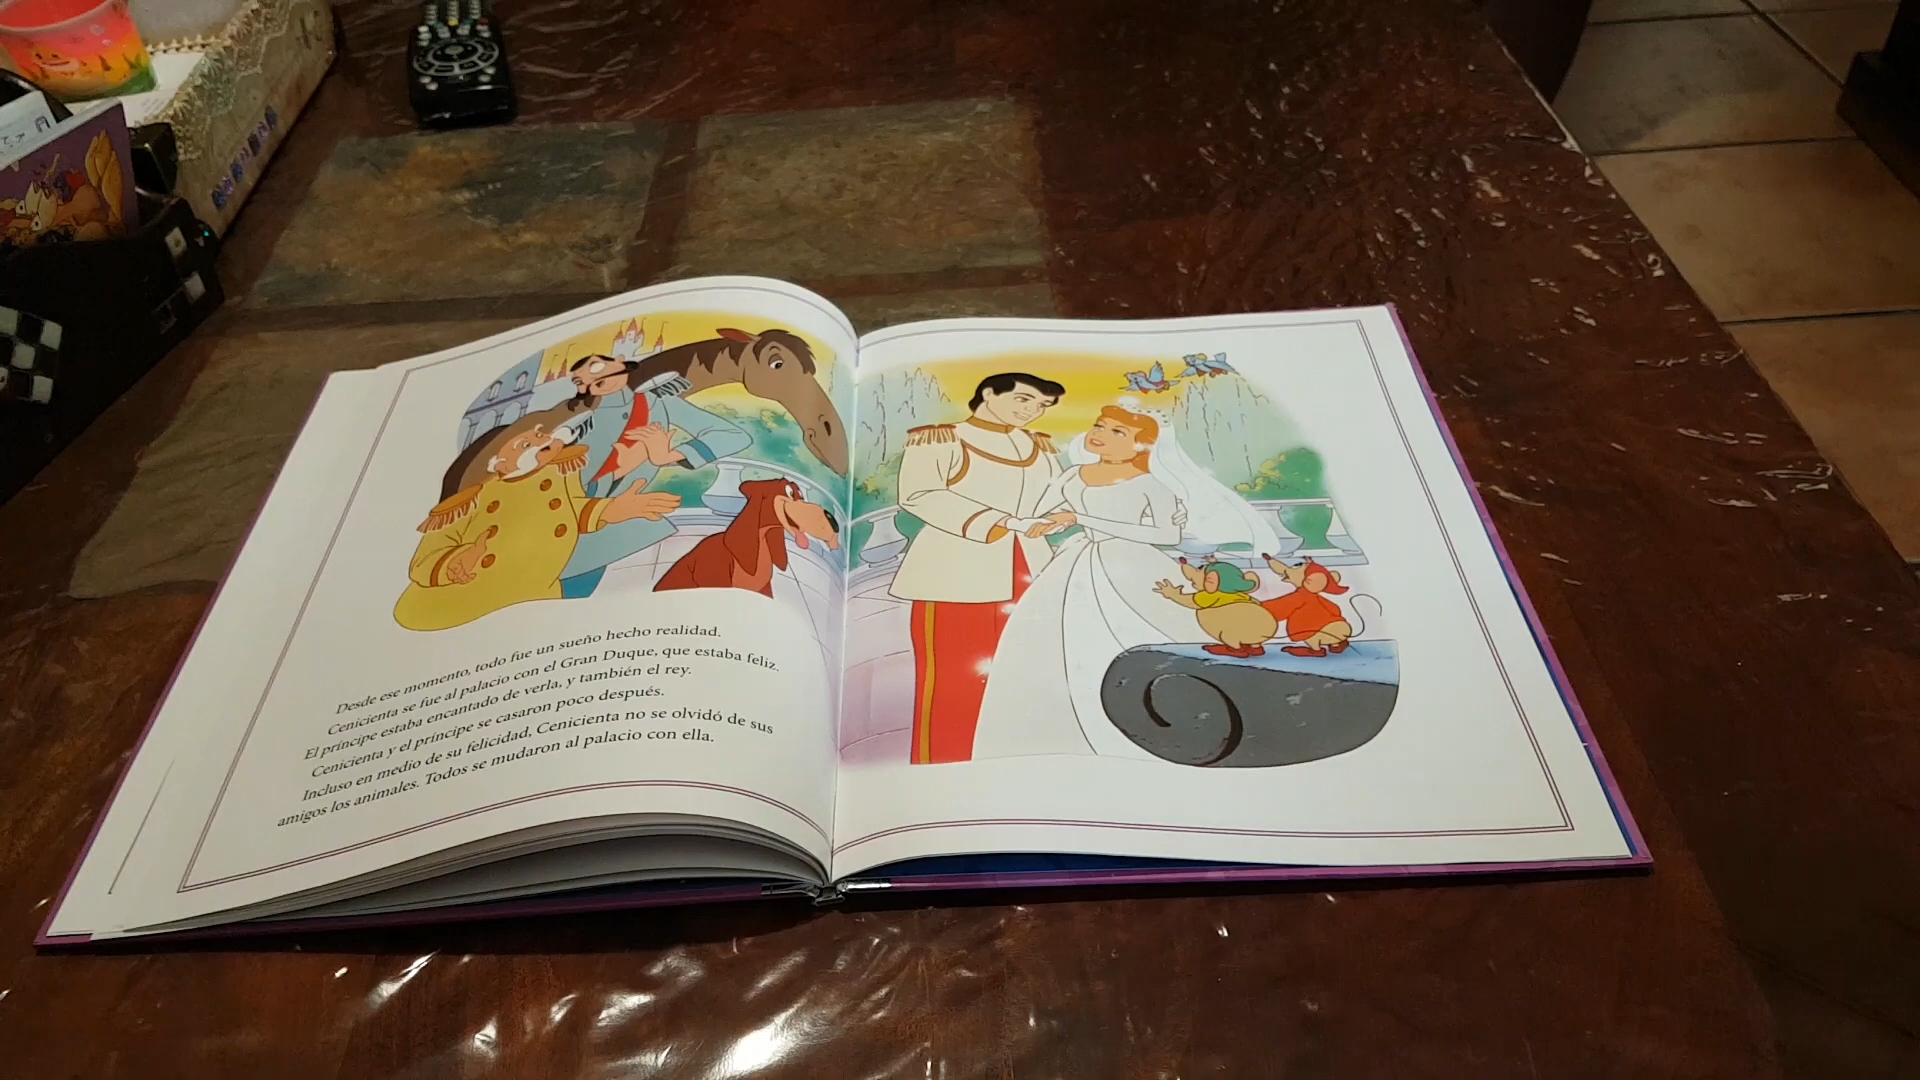 Desde ese momento, todo fue un sueño hecho realidad.
Cenicienta se fue al palacio con el Gran Duque, que estaba feliz.
El príncipe estaba encantado de verla, y también el rey.
Cenicienta y el príncipe se casaron poco después.
Incluso en medio de su felicidad, Cenicienta no se olvidó de sus
amigos los animales. Todos se mudaron al palacio con ella.